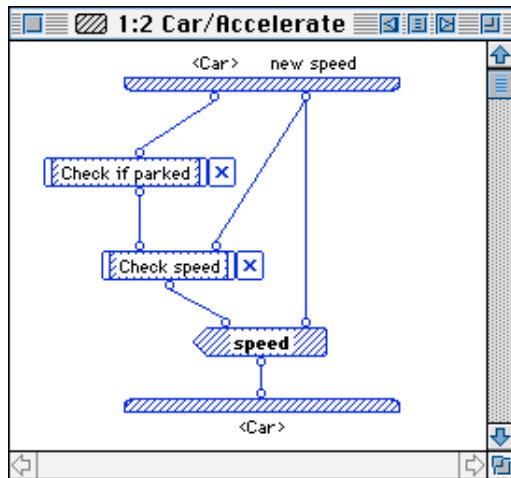 1:2 Car/Accelerate
<Car> new speed
Check if parked
Check speed
speed
<Car>